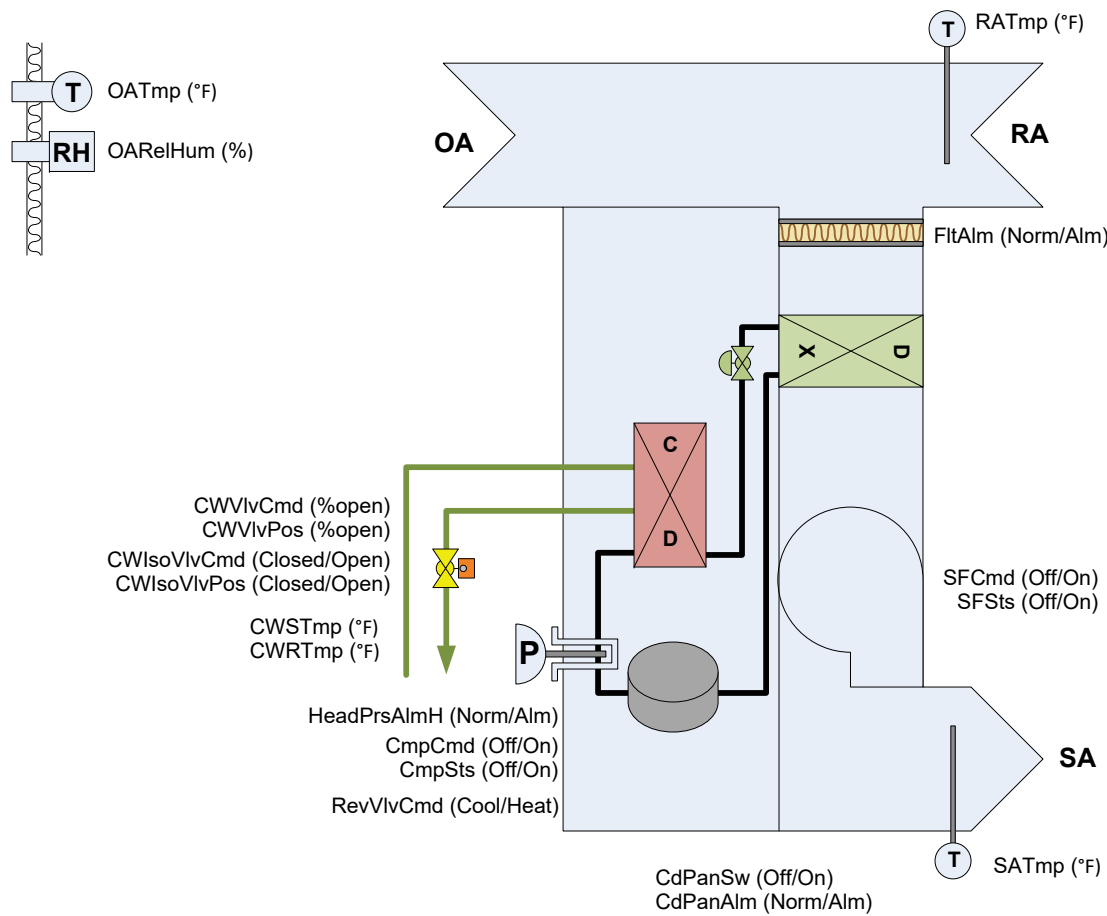 RATmp (°F)
T
T
OATmp (°F)
OA
RA
RH
OARelHum (%)
FltAlm (Norm/Alm)
X
D
C
D
CWVlvCmd (%open)
CWVlvPos (%open)
CWIsoVlvCmd (Closed/Open)
CWIsoVlvPos (Closed/Open)
SFCmd (Off/On)
SFSts (Off/On)
CWSTmp (°F)
CWRTmp (°F)
P
HeadPrsAlmH (Norm/Alm)
CmpCmd (Off/On)
CmpSts (Off/On)
SA
RevVlvCmd (Cool/Heat)
T
SATmp (°F)
CdPanSw (Off/On)
CdPanAlm (Norm/Alm)